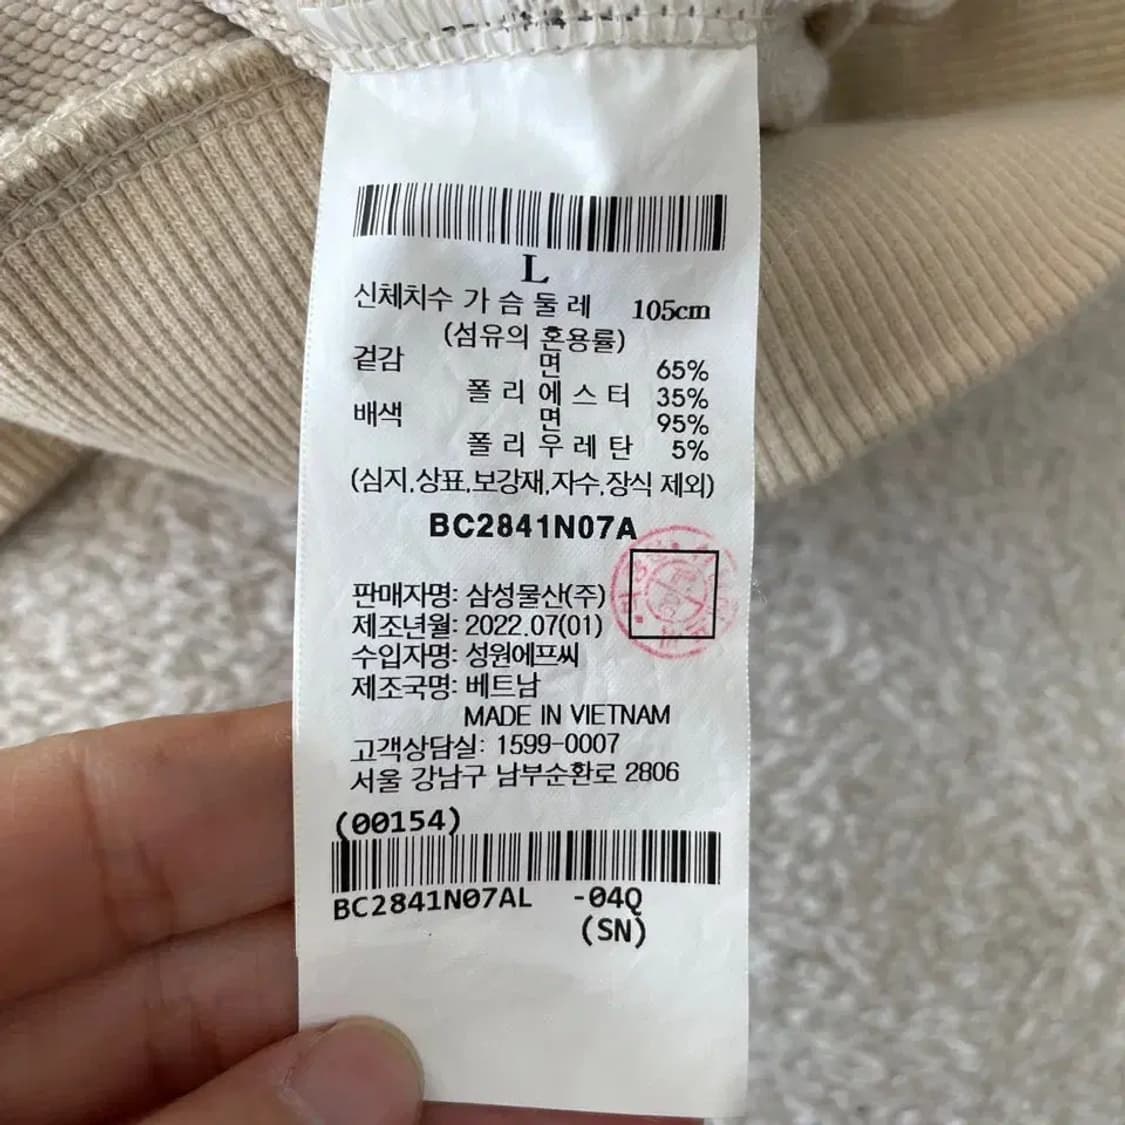 L
신체치수 가슴둘레 105cm
(섬유의 혼용률)
겉감 면 65%
폴리에스터 35%
배색 면 95%
폴리우레탄 5%
(심지,상표,보강재,자수,장식 제외)
BC2841N07A
판매자명: 삼성물산(주)
제조년월: 2022.07(01)
수입자명: 성원에프씨
제조국명: 베트남
MADE IN VIETNAM
고객상담실: 1599-0007
서울 강남구 남부순환로 2806
(00154)
BC2841N07AL -04Q
(SN)